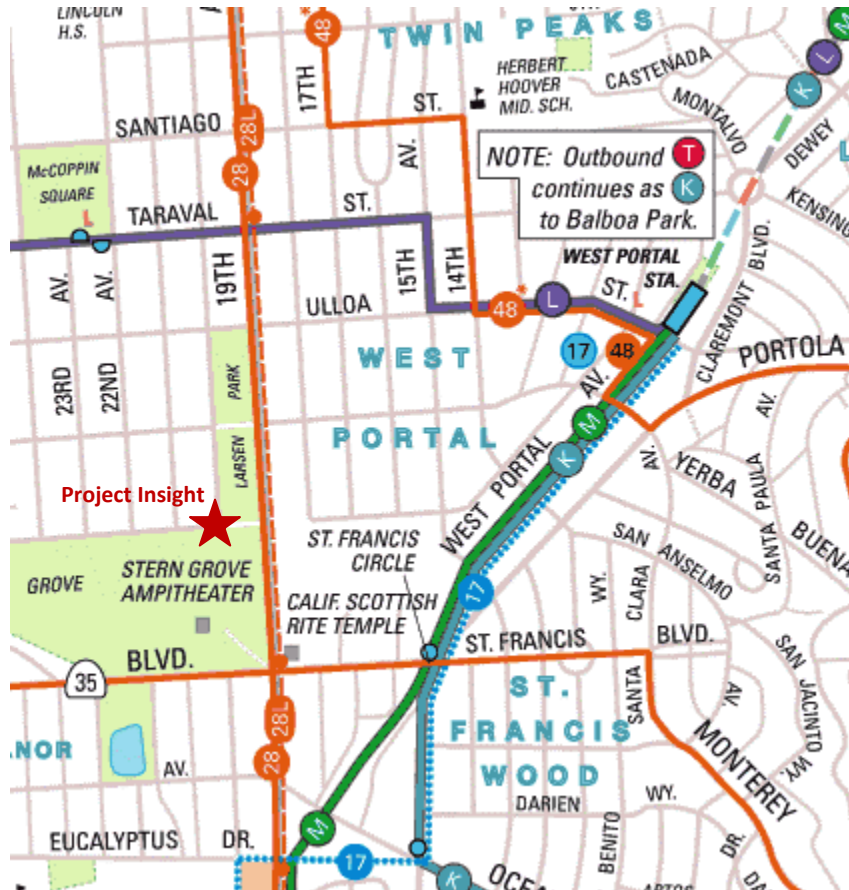 LINCOLN
H.S.
48
TWIN PEAKS
M
L
K
17TH
HERBERT
HOOVER
MID. SCH.
CASTENADA
ST.
MONTALVO
SANTIAGO
28L
AV.
28
DEWEY
NOTE: Outbound T
continues as K
to Balboa Park.
McCOPPIN
SQUARE
L
TARAVAL
ST.
KENSING
WEST PORTAL
STA.
BLVD.
23RD AV.
22ND AV.
19TH
15TH
14TH
ULLOA
48
L
ST.
L
CLAREMONT
17
48
PORTOLA
WEST
PORTAL
PARK
LARSEN
AV.
M
K
WEST PORTAL
AV.
AV.
YERBA
BUENA
SANTA PAULA
Project Insight
ST. FRANCIS
CIRCLE
SAN ANSELMO
GROVE
STERN GROVE
AMPITHEATER
CALIF. SCOTTISH
RITE TEMPLE
17
WY.
CLARA
BLVD.
35
ST. FRANCIS
BLVD.
SANTA
AV.
SAN JACINTO WY.
ST.
FRANCIS
WOOD
28L
28
NOR
AV.
MONTEREY
DARIEN
WY.
EUCALYPTUS
DR.
M
17
K
BENITO
DR.